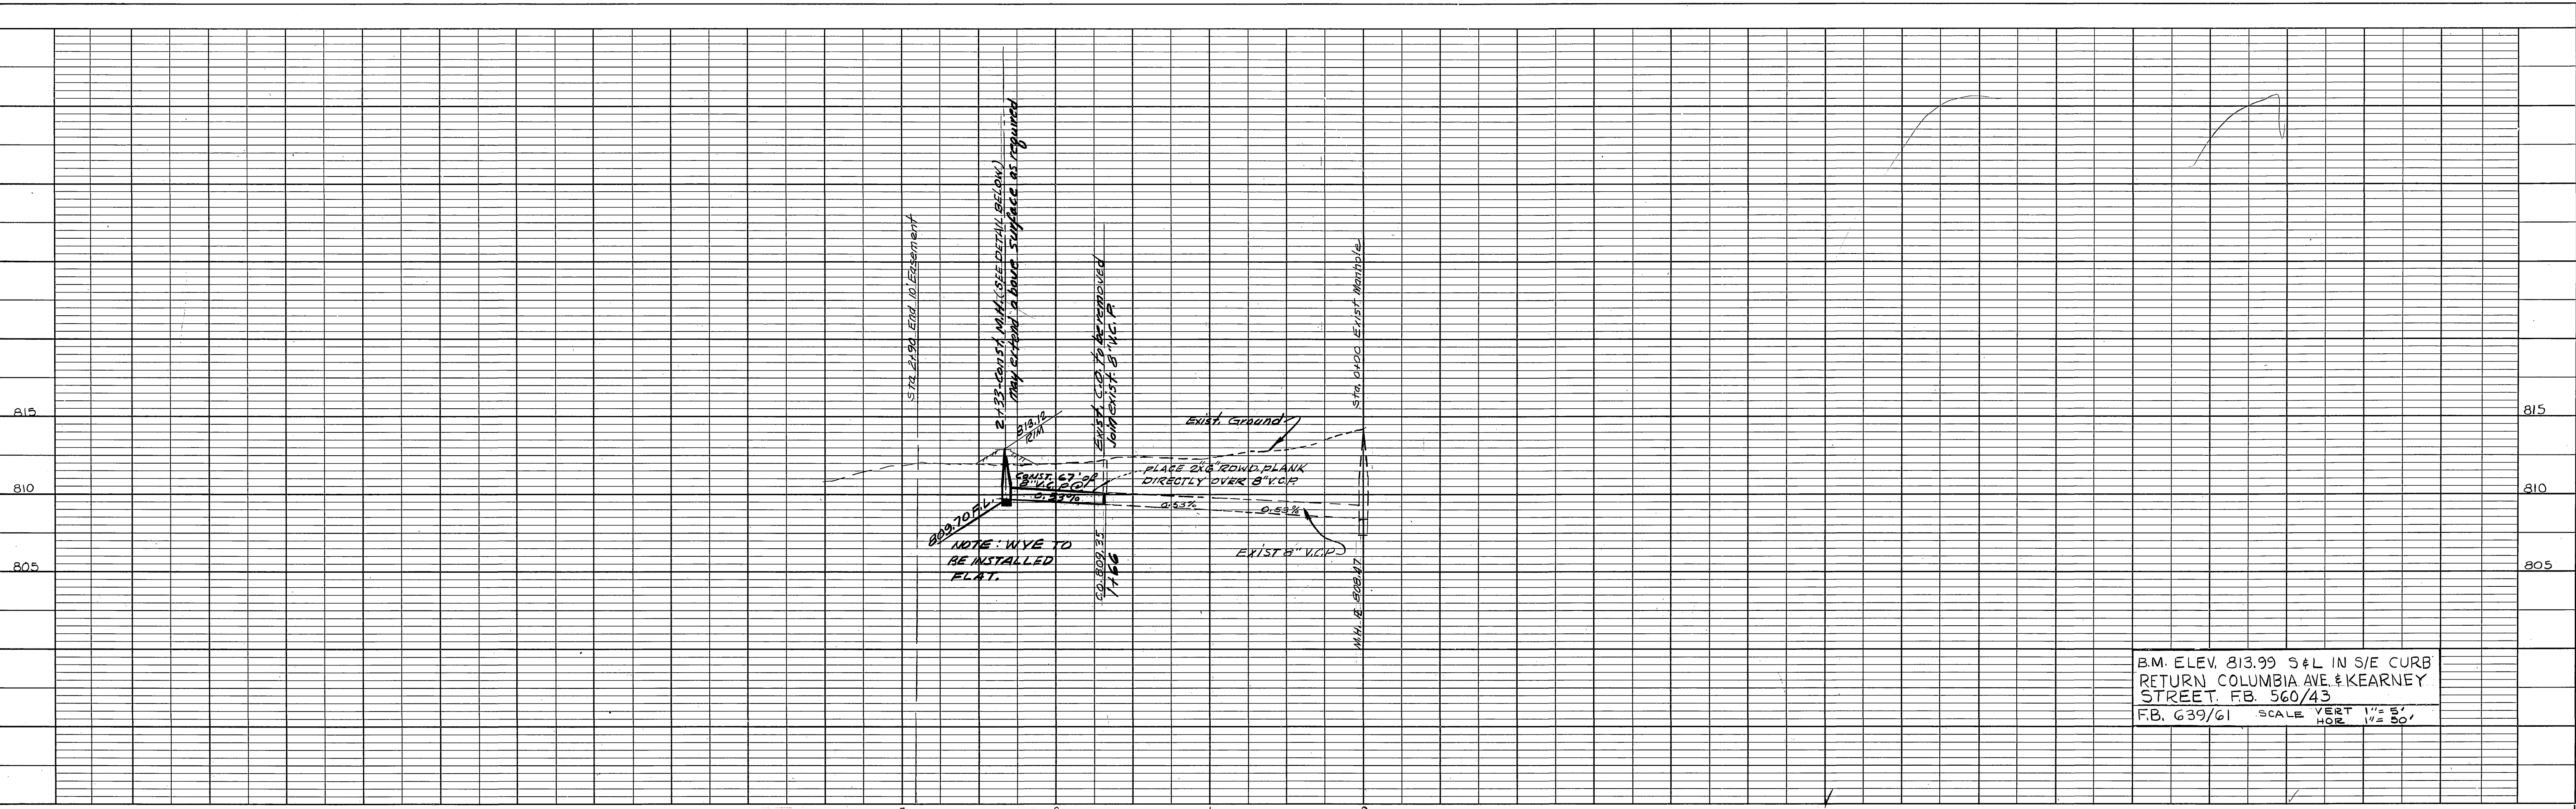 Sta 2+90 End 10' Easement
2+33-Const. M.H. (SEE DETAIL BELOW)
may extend above surface as required
EXIST. C.O. To be removed
Join exist. 8" V.C.P.
Sta. 0+00 Exist Manhole
815
815
813.12
RIM
Exist. Ground
PLACE 2"X6" RDWD. PLANK
DIRECTLY OVER 8" V.C.P.
CONST. 67' OF
8" V.C.P. @
0.53%
810
810
0.53%
0.53%
809.70 F.L.
NOTE: WYE TO
BE INSTALLED
FLAT.
EXIST 8" V.C.P.
805
805
C.O. 809.35
1+66
M.H. IE 808.47
B.M. ELEV. 813.99 S&L IN S/E CURB
RETURN COLUMBIA AVE. & KEARNEY
STREET. F.B. 560/43
F.B. 639/61 SCALE VERT 1"= 5'
HOR 1"= 50'